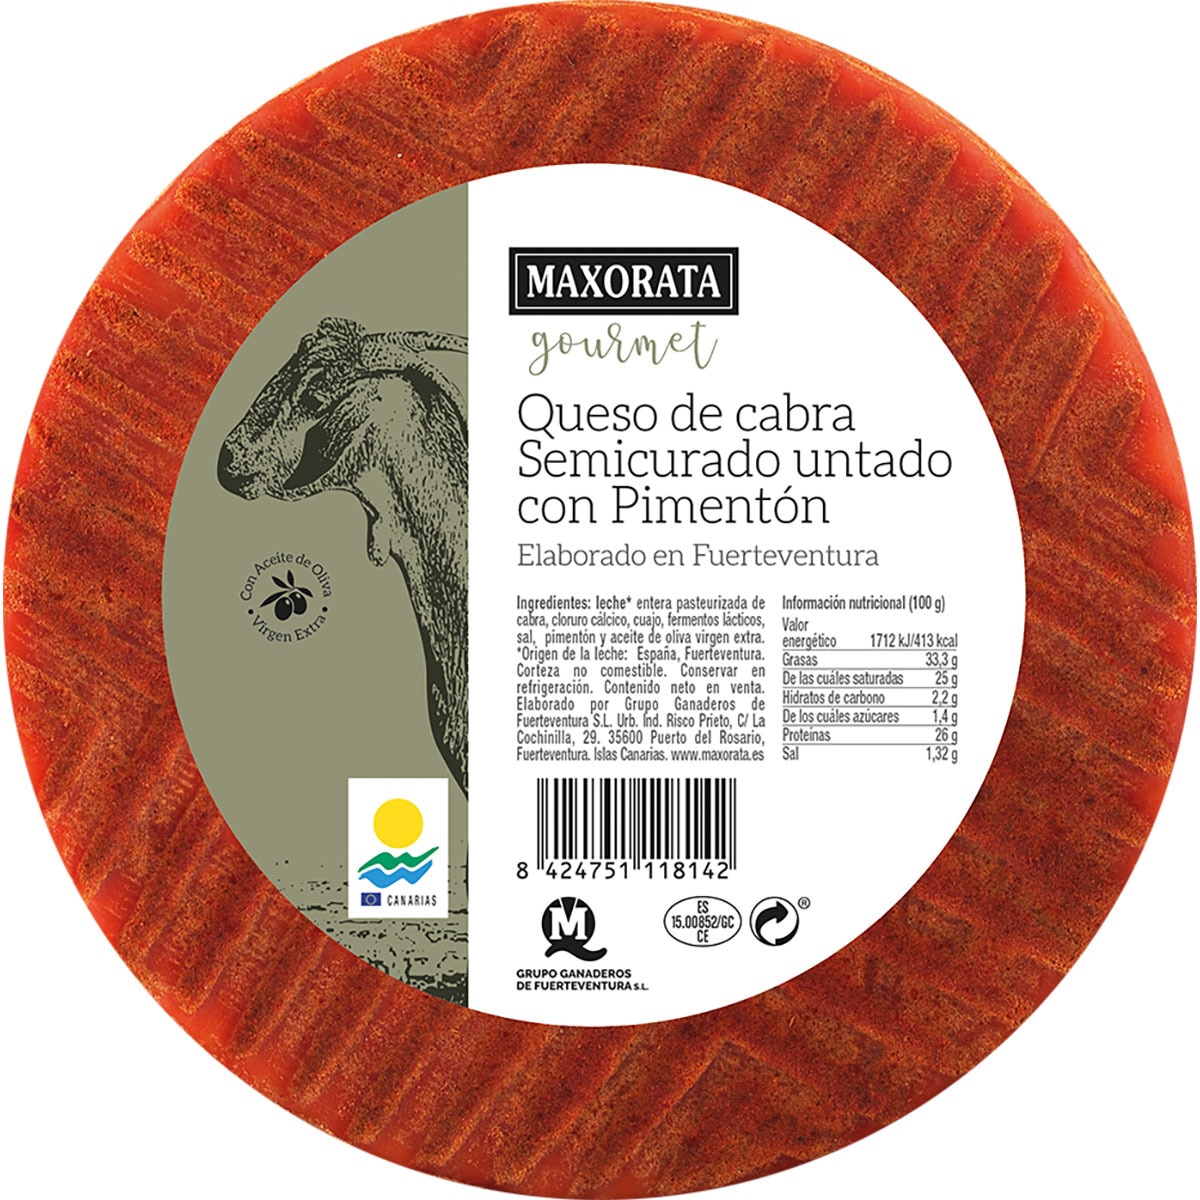 MAXORATA
gourmet
Queso de cabra
Semicurado untado
con Pimentón
Elaborado en Fuerteventura
Con Aceite de Oliva
• Virgen Extra •
Ingredientes: leche* entera pasteurizada de
cabra, cloruro cálcico, cuajo, fermentos lácticos,
sal, pimentón y aceite de oliva virgen extra.
*Origen de la leche: España, Fuerteventura.
Corteza no comestible. Conservar en
refrigeración. Contenido neto en venta.
Elaborado por Grupo Ganaderos de
Fuerteventura S.L. Urb. Ind. Risco Prieto, C/ La
Cochinilla, 29. 35600 Puerto del Rosario,
Fuerteventura. Islas Canarias. www.maxorata.es
Información nutricional (100 g)
Valor
energético 1712 kJ/413 kcal
Grasas 33,3 g
De las cuáles saturadas 25 g
Hidratos de carbono 2,2 g
De los cuáles azúcares 1,4 g
Proteínas 26 g
Sal 1,32 g
8 424751 118142
CANARIAS
M
GRUPO GANADEROS
DE FUERTEVENTURA S.L.
ES
15.00852/GC
CE
®